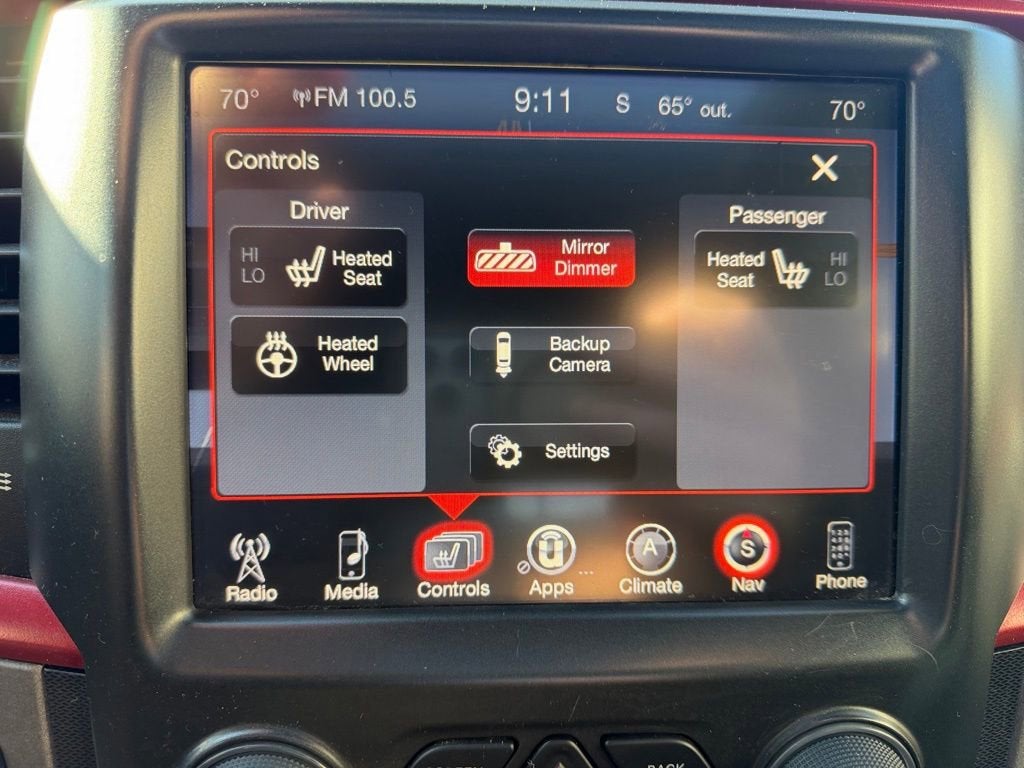 70° FM 100.5 9:11 S 65° out. 70°
Controls
Driver
HI
LO
Heated
Seat
Heated
Wheel
Mirror
Dimmer
Backup
Camera
Settings
Passenger
Heated
Seat
HI
LO
Radio
Media
Controls
Apps ...
A
Climate
S
Nav
Phone
BACK